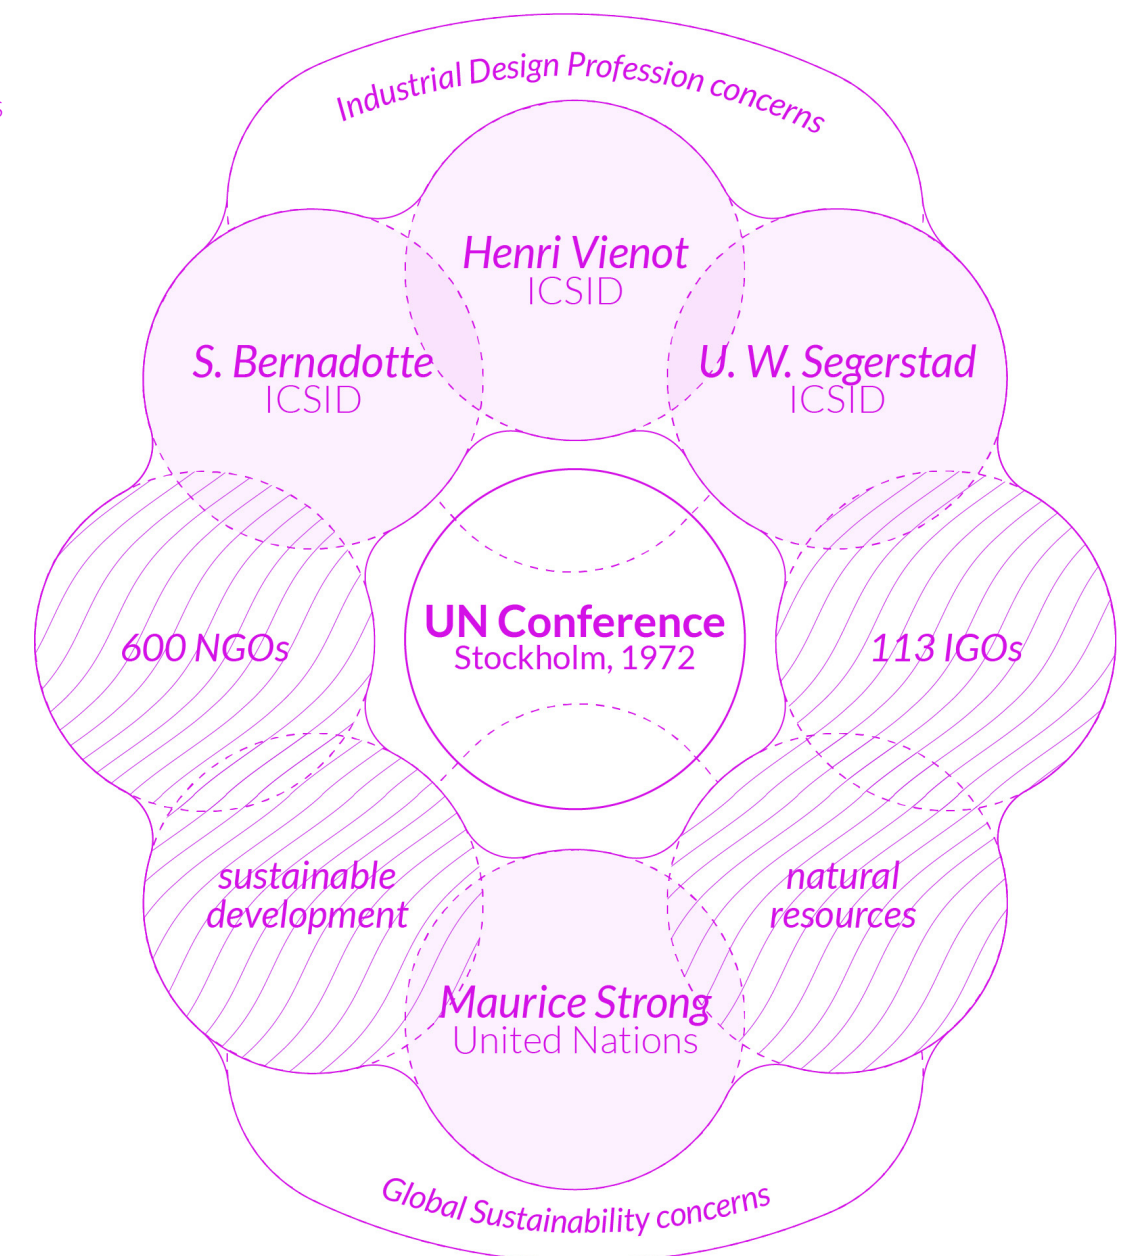 Industrial Design Profession concerns
Henri Vienot
ICSID
S. Bernadotte
ICSID
U. W. Segerstad
ICSID
UN Conference
Stockholm, 1972
600 NGOs
113 IGOs
sustainable
development
natural
resources
Maurice Strong
United Nations
Global Sustainability concerns